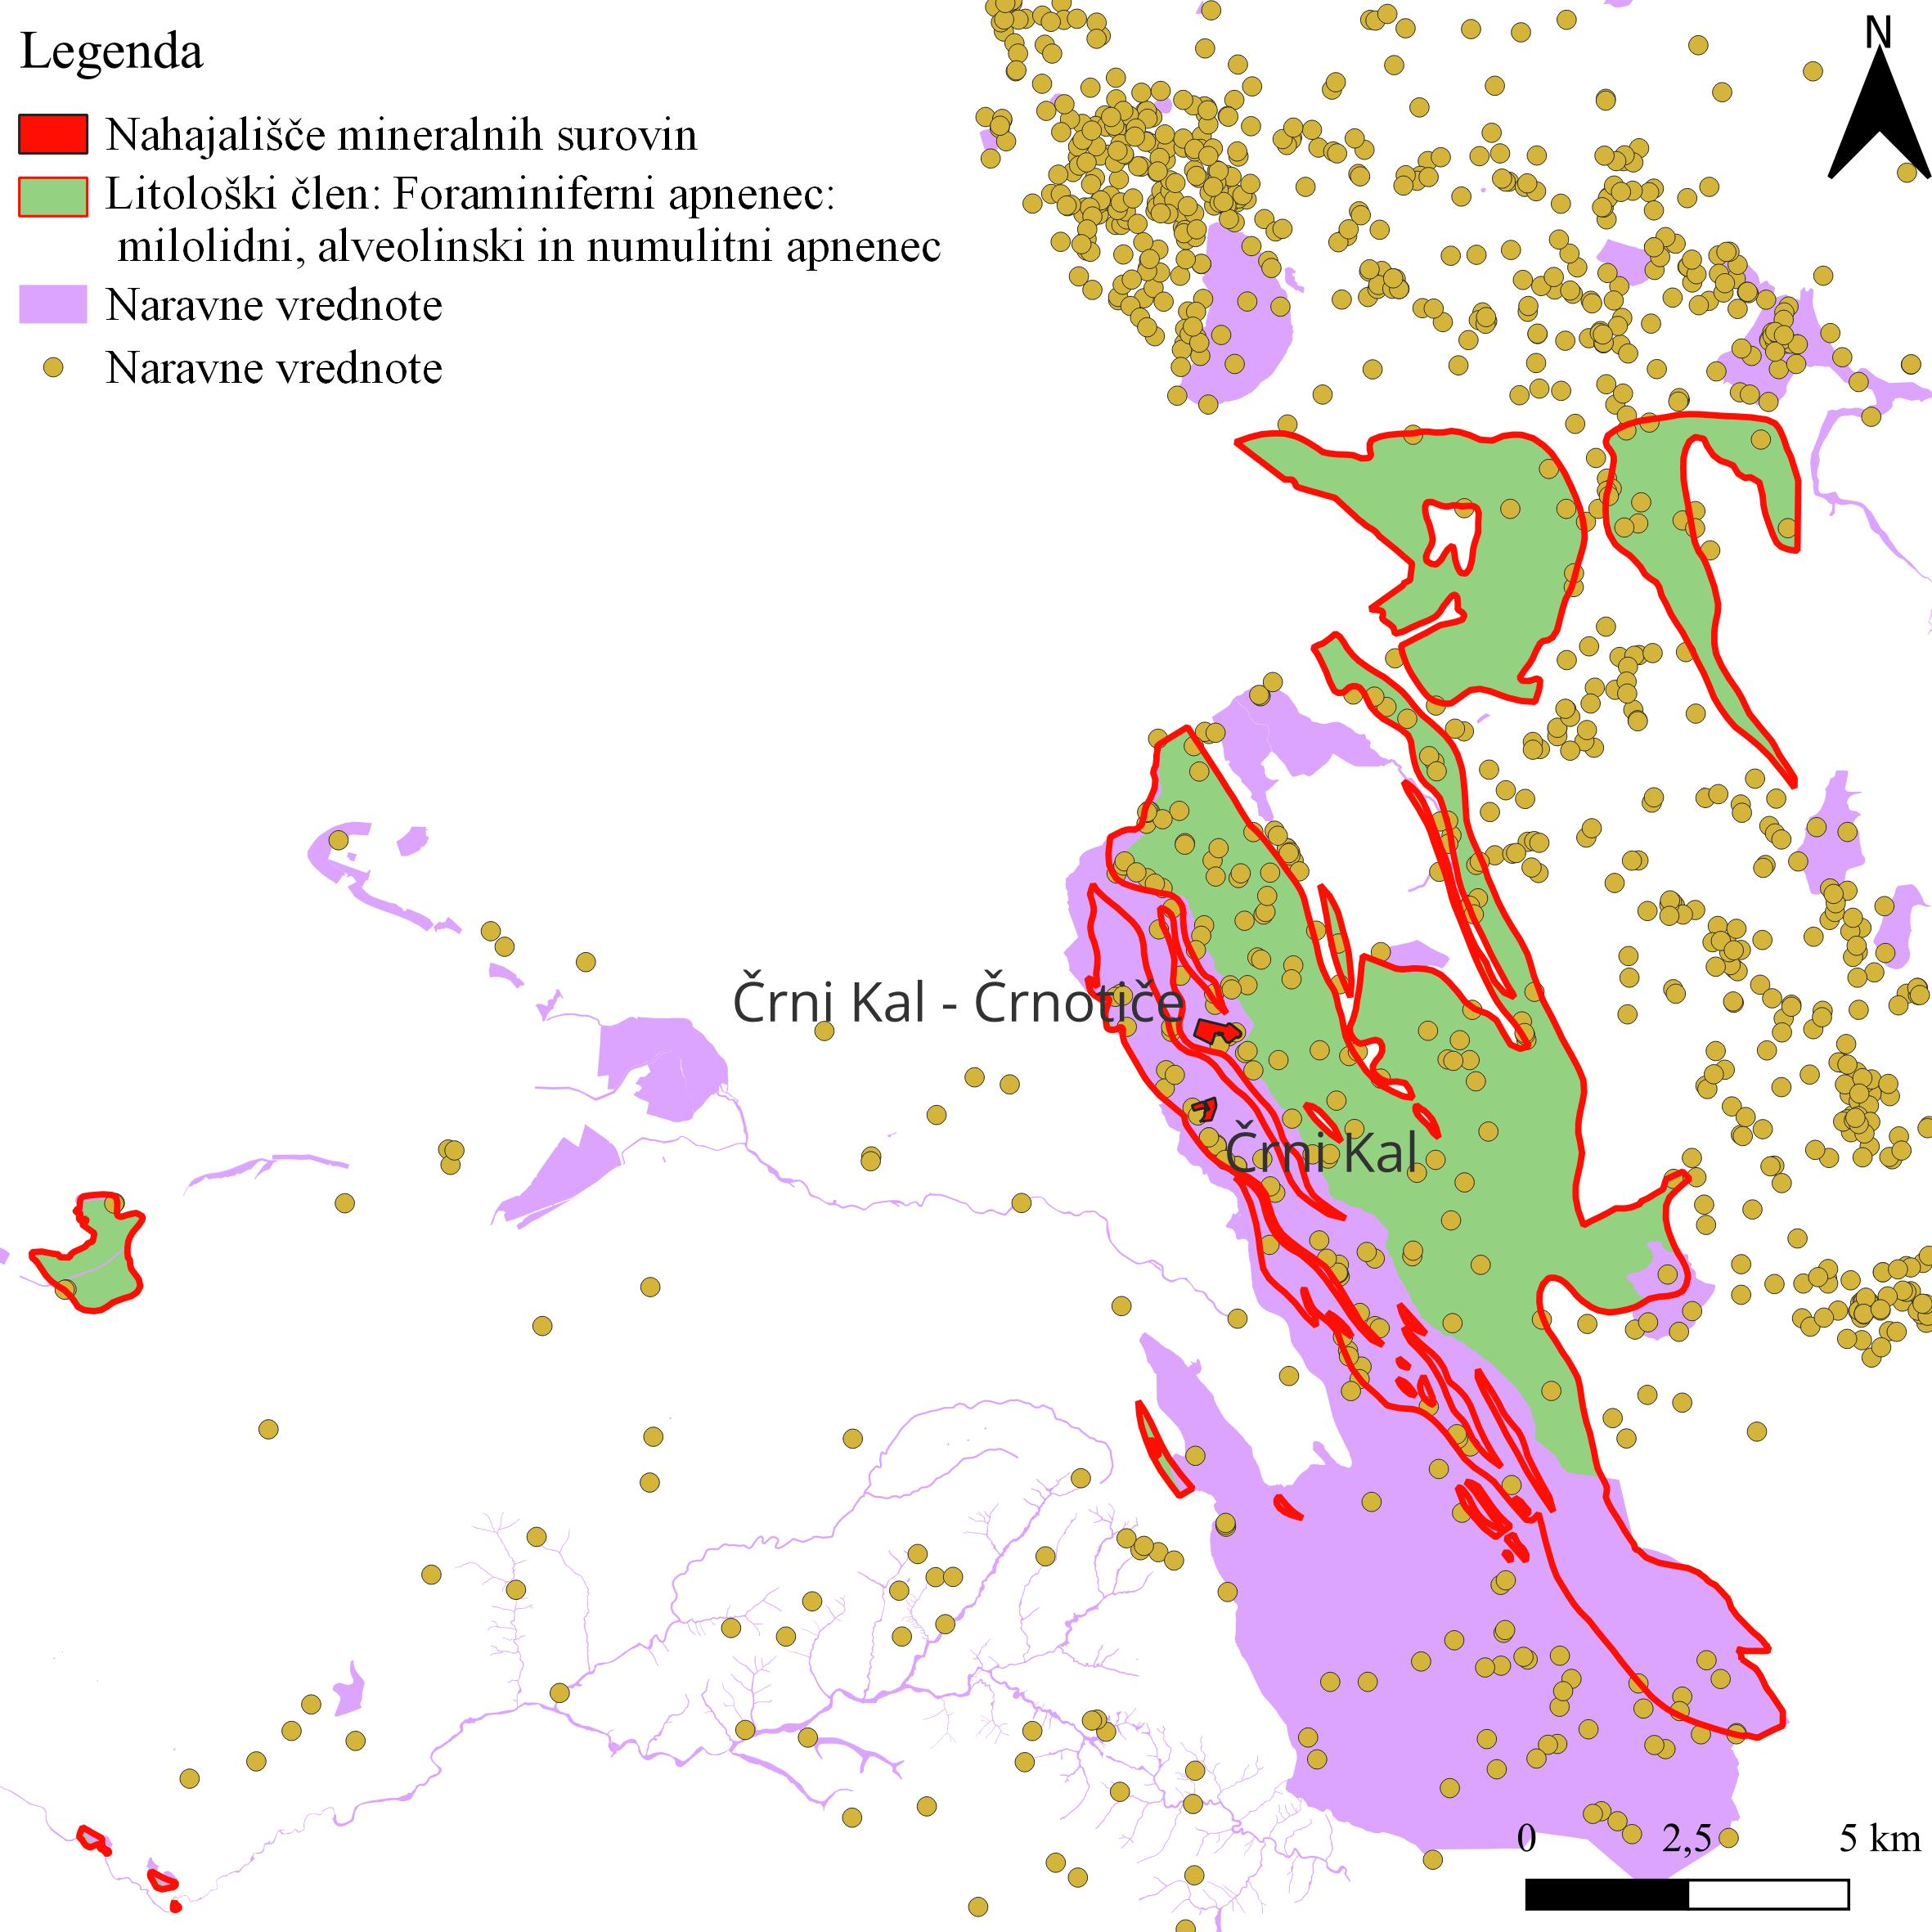 Legenda
Nahajališče mineralnih surovin
Litološki člen: Foraminiferni apnenec:
milolidni, alveolinski in numulitni apnenec
Naravne vrednote
Naravne vrednote
N
Črni Kal - Črnotiče
Črni Kal
0 2,5 5 km